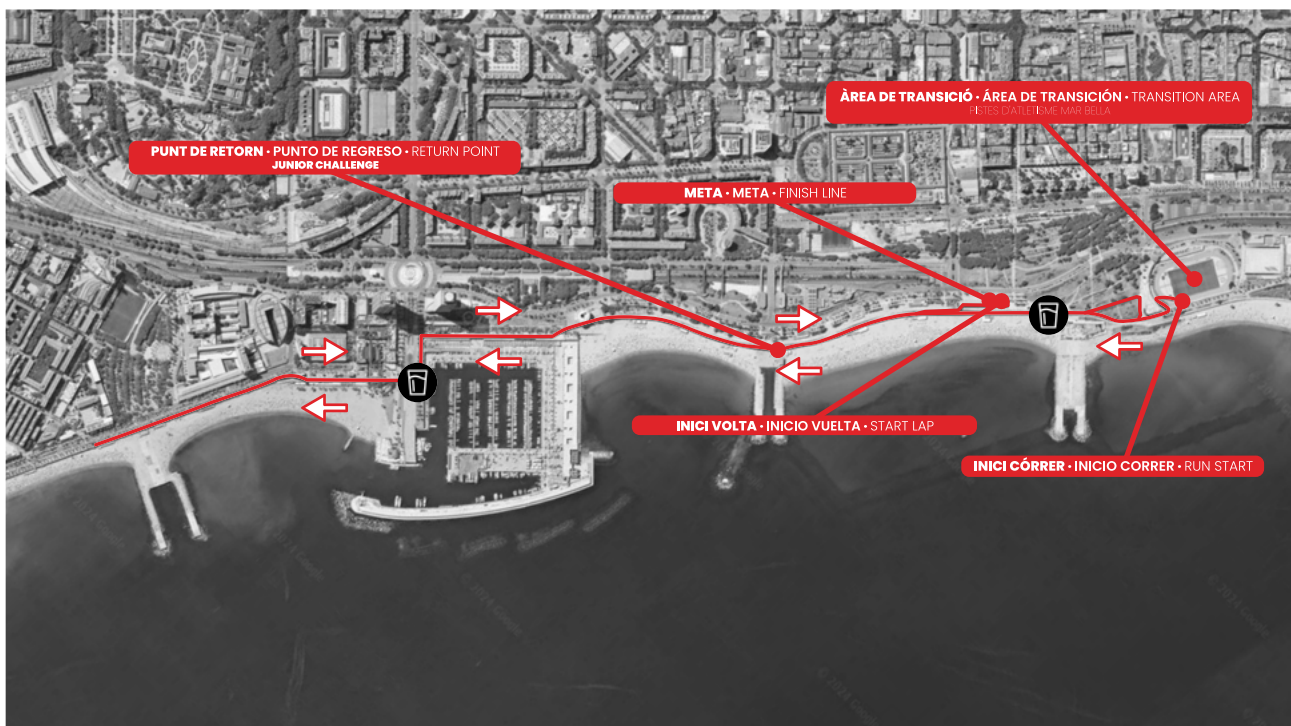 ÀREA DE TRANSICIÓ • ÁREA DE TRANSICIÓN • TRANSITION AREA
PISTES D'ATLETISME MAR BELLA
PUNT DE RETORN • PUNTO DE REGRESO • RETURN POINT
JUNIOR CHALLENGE
META • META • FINISH LINE
INICI VOLTA • INICIO VUELTA • START LAP
INICI CÓRRER • INICIO CORRER • RUN START